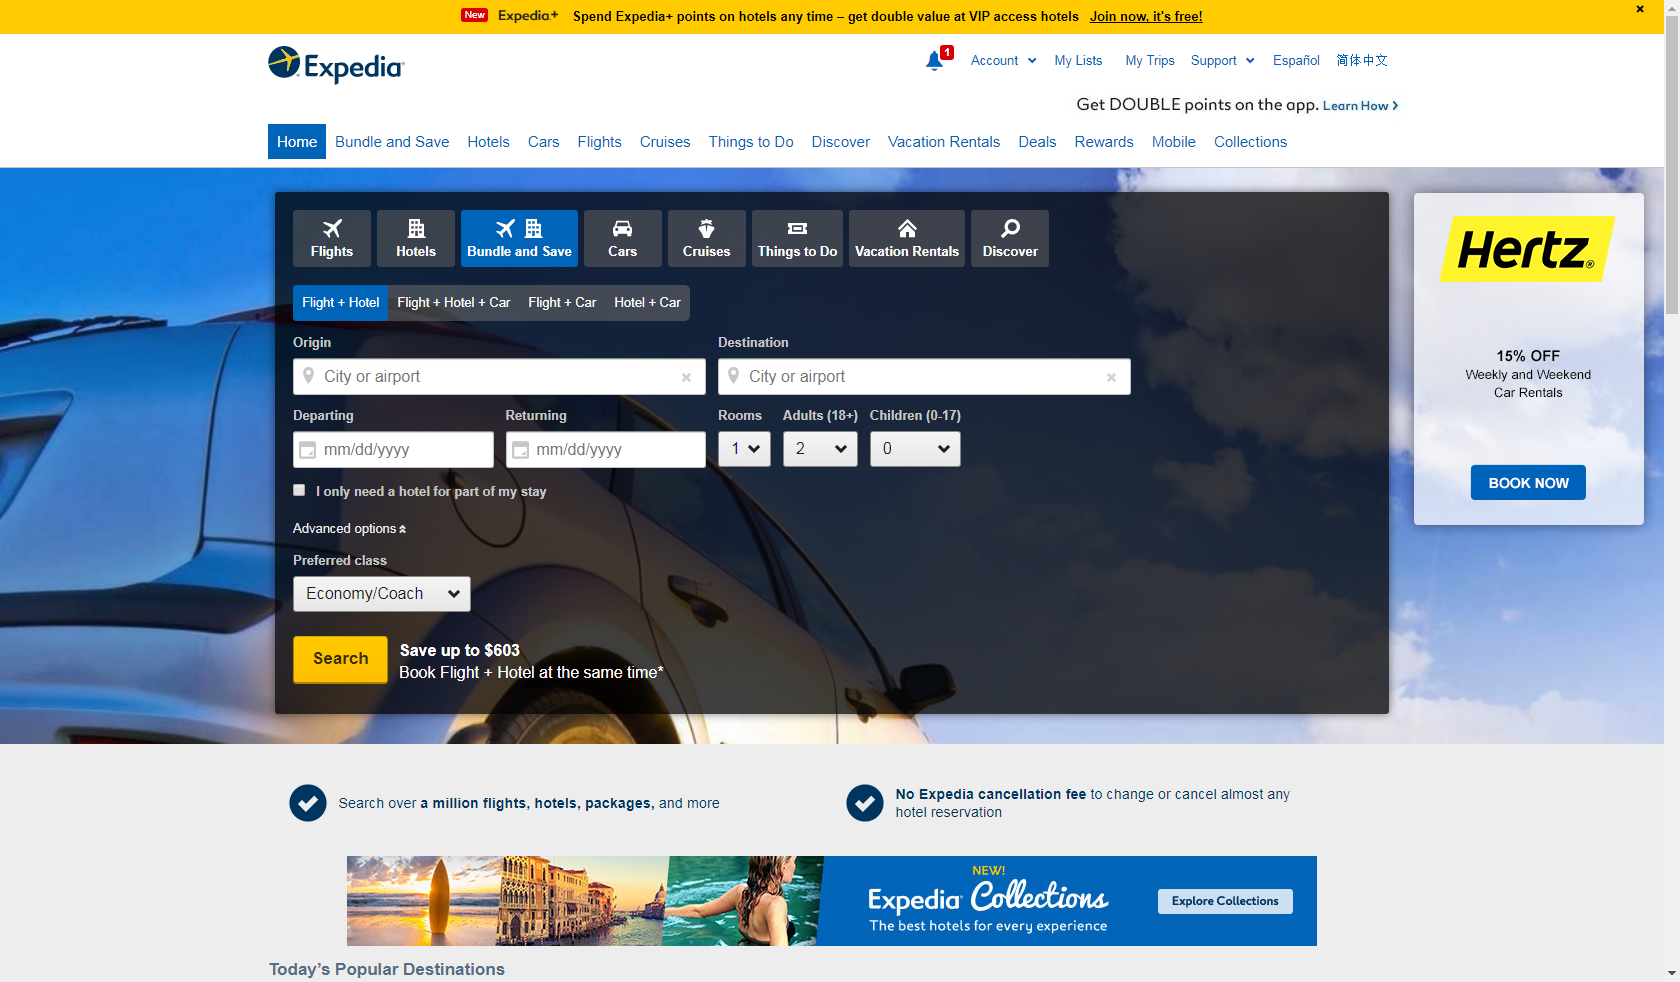 New Expedia+ Spend Expedia+ points on hotels any time – get double value at VIP access hotels Join now, it's free!
Expedia
1 Account My Lists My Trips Support Español 简体中文
Get DOUBLE points on the app. Learn How
Home Bundle and Save Hotels Cars Flights Cruises Things to Do Discover Vacation Rentals Deals Rewards Mobile Collections
Flights Hotels Bundle and Save Cars Cruises Things to Do Vacation Rentals Discover
Flight + Hotel Flight + Hotel + Car Flight + Car Hotel + Car
Origin Destination
City or airport City or airport
Departing Returning Rooms Adults (18+) Children (0-17)
mm/dd/yyyy mm/dd/yyyy 1 2 0
I only need a hotel for part of my stay
Advanced options
Preferred class
Economy/Coach
Search
Save up to $603
Book Flight + Hotel at the same time*
Hertz®
15% OFF
Weekly and Weekend
Car Rentals
BOOK NOW
Search over a million flights, hotels, packages, and more
No Expedia cancellation fee to change or cancel almost any
hotel reservation
NEW!
Expedia Collections
The best hotels for every experience
Explore Collections
Today’s Popular Destinations